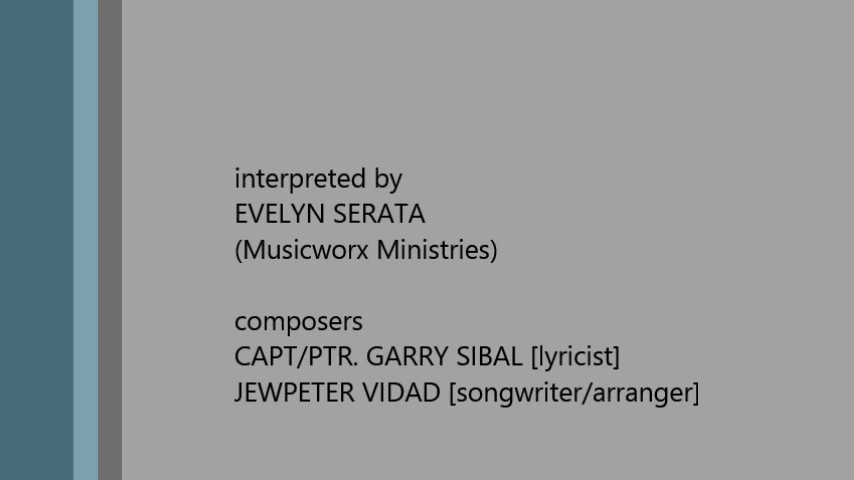 interpreted by
EVELYN SERATA
(Musicworx Ministries)
composers
CAPT/PTR. GARRY SIBAL [lyricist]
JEWPETER VIDAD [songwriter/arranger]